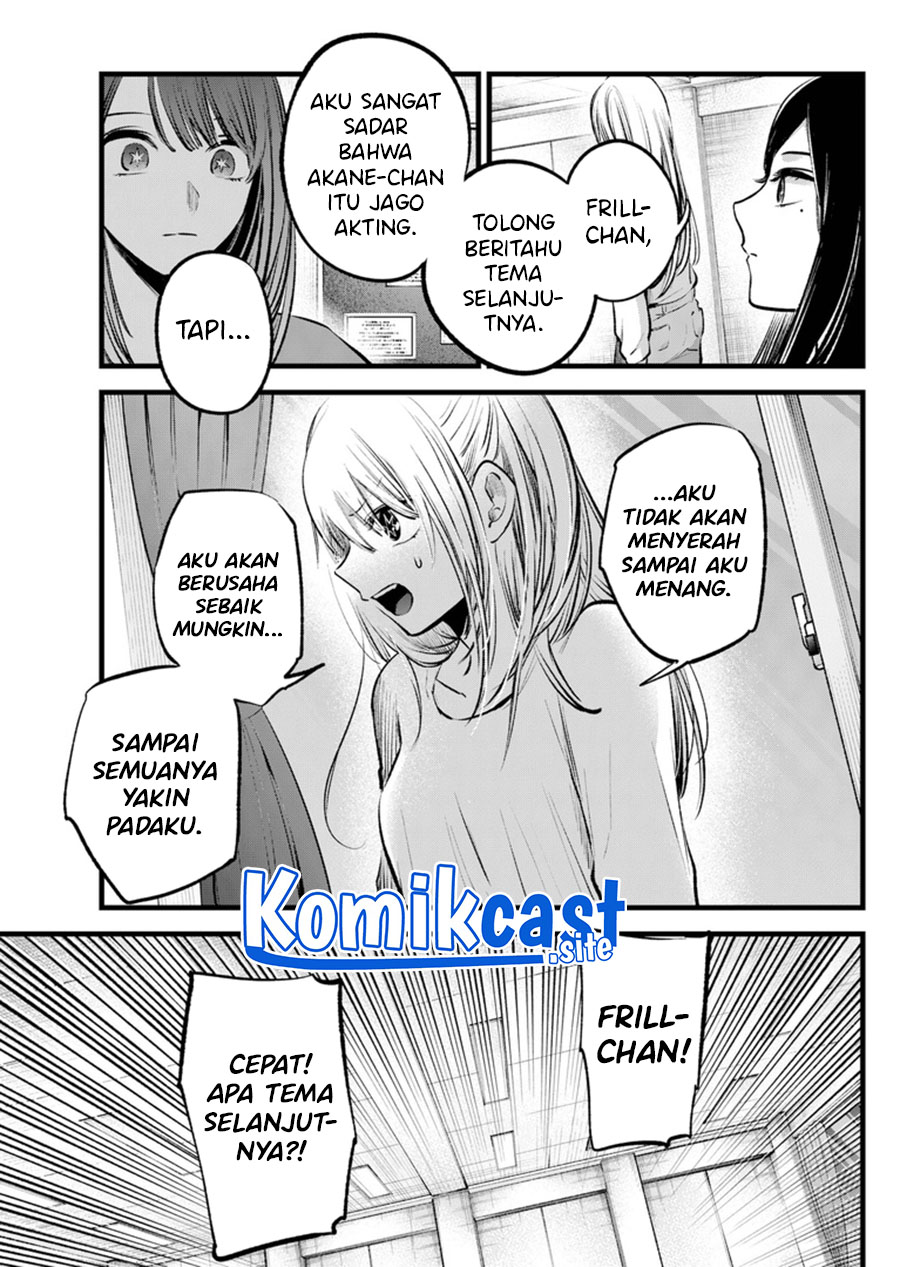 FRILL-
CHAN,
TOLONG
BERITAHU
TEMA
SELANJU-
TNYA.
AKU SANGAT
SADAR
BAHWA
AKANE-CHAN
ITU JAGO
AKTING.
TAPI...
...AKU
TIDAK AKAN
MENYERAH
SAMPAI AKU
MENANG.
AKU AKAN
BERUSAHA
SEBAIK
MUNGKIN...
SAMPAI
SEMUANYA
YAKIN
PADAKU.
Komikcast
.site
FRILL-
CHAN!
CEPAT!
APA TEMA
SELANJUT-
NYA?!